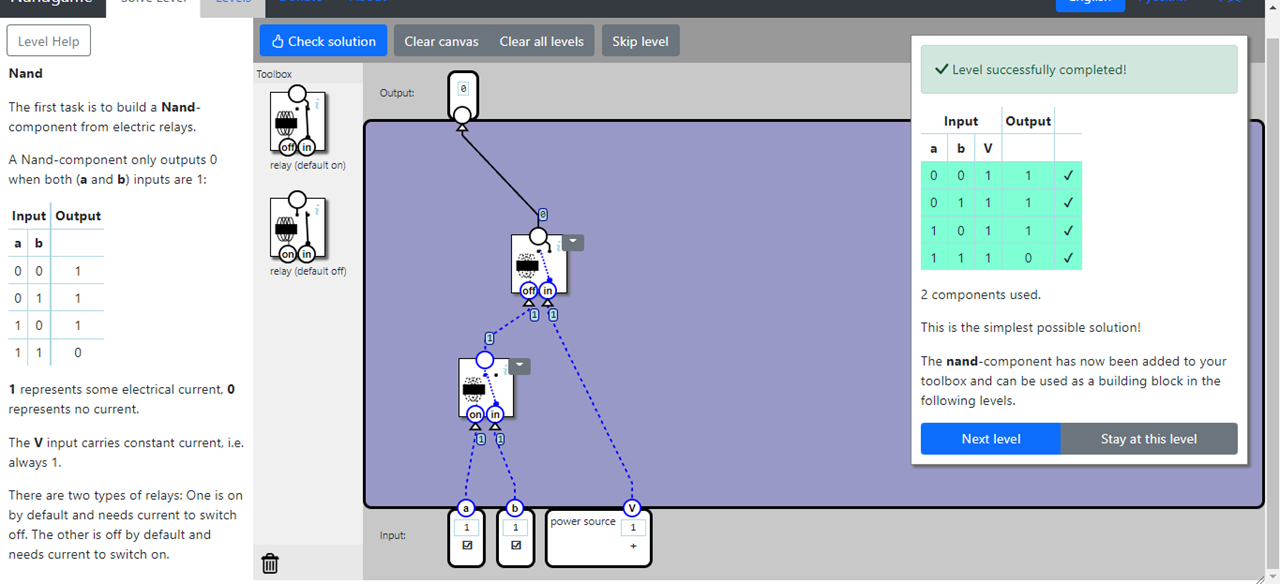 Nandgame
Solve Level
Levels
Donate
About
English
Level Help
Check solution
Clear canvas
Clear all levels
Skip level
Nand
The first task is to build a Nand-
component from electric relays.
A Nand-component only outputs 0
when both (a and b) inputs are 1:
Input Output
a b
0 0 1
0 1 1
1 0 1
1 1 0
1 represents some electrical current, 0
represents no current.
The V input carries constant current, i.e.
always 1.
There are two types of relays: One is on
by default and needs current to switch
off. The other is off by default and
needs current to switch on.
Toolbox
i
off in
relay (default on)
i
on in
relay (default off)
Output:
0
0
i
off in
1 1
1
i
on in
1 1
a b V
Input:
1 1 power source 1
+
Level successfully completed!
Input Output
a b V
0 0 1 1 ✓
0 1 1 1 ✓
1 0 1 1 ✓
1 1 1 0 ✓
2 components used.
This is the simplest possible solution!
The nand-component has now been added to your
toolbox and can be used as a building block in the
following levels.
Next level
Stay at this level